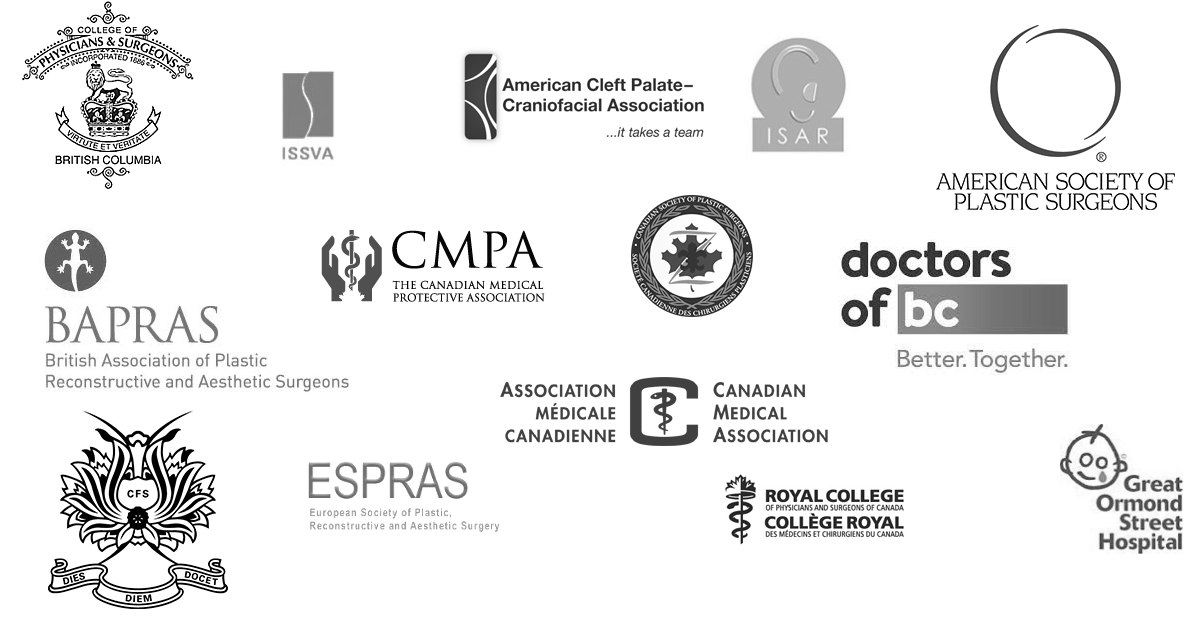 COLLEGE OF
PHYSICIANS & SURGEONS
INCORPORATED 1886
VIRTUTE ET VERITATE
BRITISH COLUMBIA
ISSVA
American Cleft Palate–
Craniofacial Association
...it takes a team
ISAR
®
AMERICAN SOCIETY OF
PLASTIC SURGEONS
BAPRAS
British Association of Plastic
Reconstructive and Aesthetic Surgeons
CMPA
THE CANADIAN MEDICAL
PROTECTIVE ASSOCIATION
CANADIAN SOCIETY OF PLASTIC SURGEONS
SOCIÉTÉ CANADIENNE DES CHIRURGIENS PLASTICIENS
doctors
of bc
Better. Together.
ASSOCIATION
MÉDICALE
CANADIENNE
CANADIAN
MEDICAL
ASSOCIATION
CFS
DIES
DIEM
DOCET
ESPRAS
European Society of Plastic,
Reconstructive and Aesthetic Surgery
ROYAL COLLEGE
OF PHYSICIANS AND SURGEONS OF CANADA
COLLÈGE ROYAL
DES MÉDECINS ET CHIRURGIENS DU CANADA
Great
Ormond
Street
Hospital